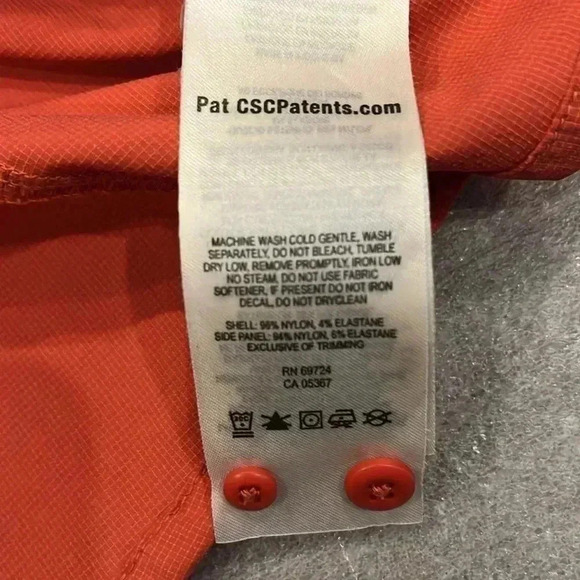 Pat CSCPatents.com
MACHINE WASH COLD GENTLE, WASH
SEPARATELY, DO NOT BLEACH, TUMBLE
DRY LOW, REMOVE PROMPTLY, IRON LOW
NO STEAM, DO NOT USE FABRIC
SOFTENER, IF PRESENT DO NOT IRON
DECAL, DO NOT DRYCLEAN
SHELL: 96% NYLON, 4% ELASTANE
SIDE PANEL: 94% NYLON, 6% ELASTANE
EXCLUSIVE OF TRIMMING
RN 69724
CA 05367
30C